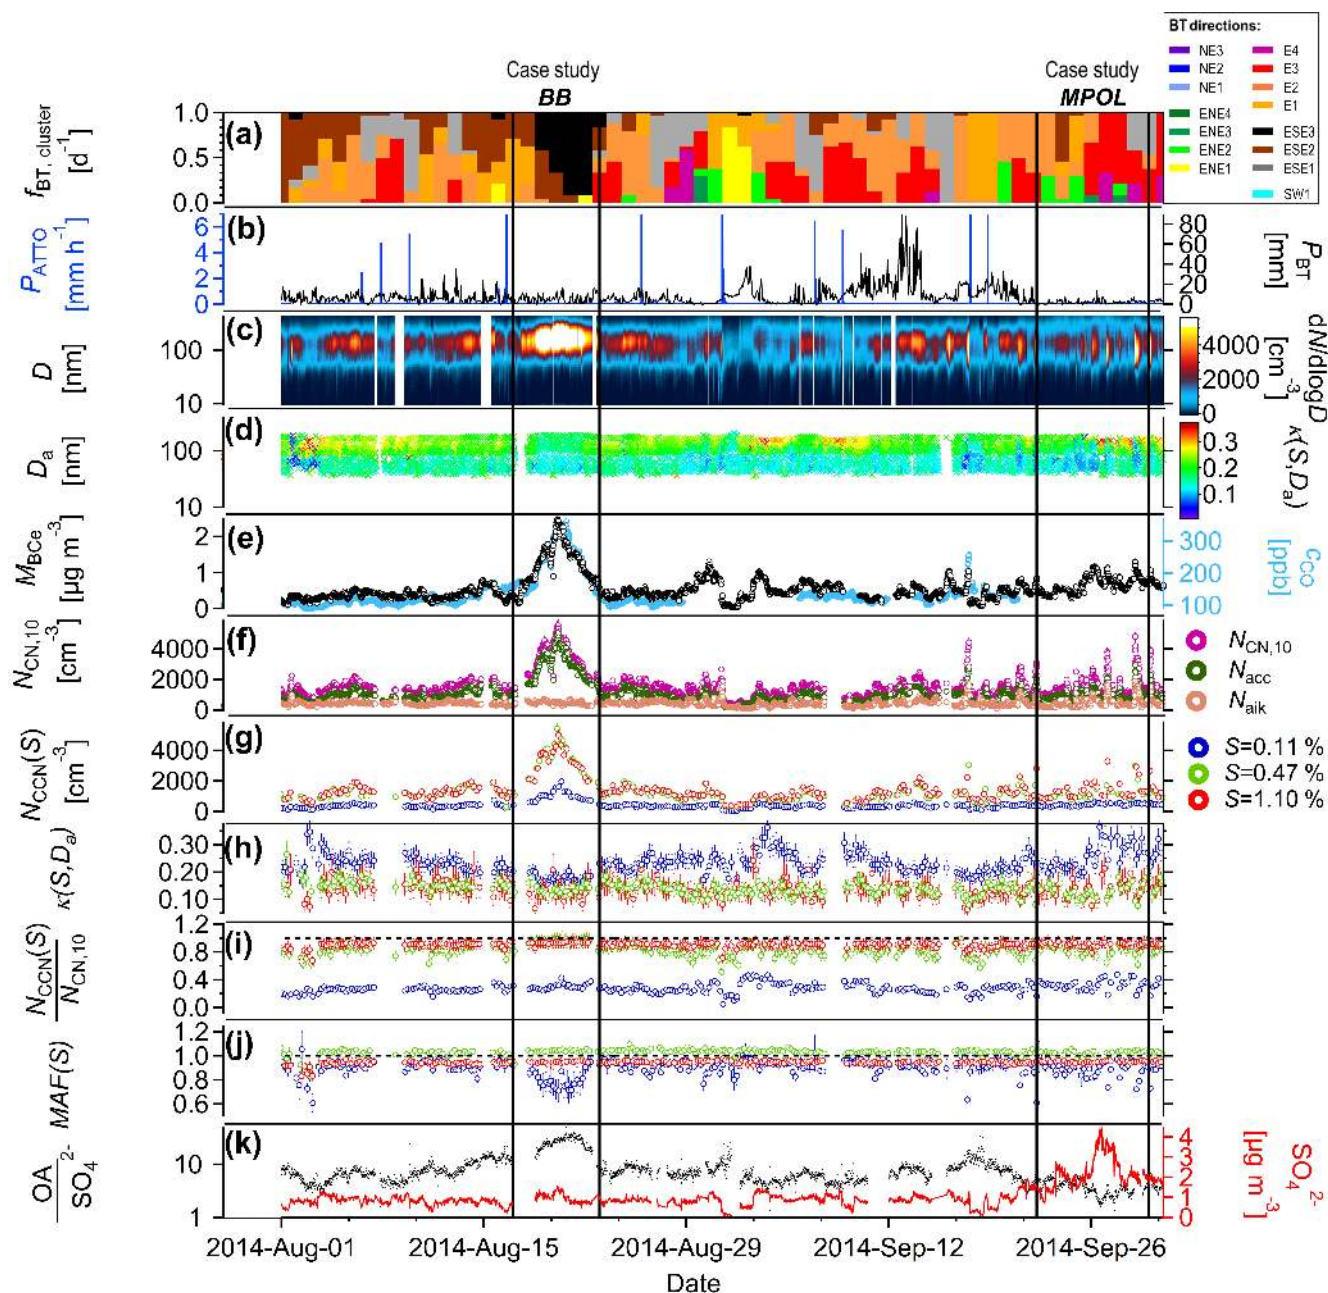 BT directions:
NE3 E4
NE2 E3
NE1 E2
E1
ENE4
ENE3 ESE3
ENE2 ESE2
ENE1 ESE1
SW1
Case study
BB
Case study
MPOL
(a)
f BT, cluster
[d⁻¹]
1.0
0.5
0.0
(b)
P_ATTO
[mm h⁻¹]
6
4
2
0
80
60
40
20
0
P_BT
[mm]
(c)
D
[nm]
100
10
4000
2000
0
dN/dlogD
[cm⁻³]
(d)
D_a
[nm]
100
10
0.3
0.2
0.1
κ(S,D_a)
(e)
M_BCe
[µg m⁻³]
2
1
0
300
200
100
c_CO
[ppb]
(f)
N_CN,10
[cm⁻³]
4000
2000
0
N_CN,10
N_acc
N_aik
(g)
N_CCN(S)
[cm⁻³]
4000
2000
0
S=0.11 %
S=0.47 %
S=1.10 %
(h)
κ(S,D_a)
0.30
0.20
0.10
(i)
N_CCN(S)
N_CN,10
1.2
0.8
0.4
0.0
(j)
MAF(S)
1.2
1.0
0.8
0.6
(k)
OA
SO₄²⁻
10
1
4
3
2
1
0
SO₄²⁻
[µg m⁻³]
2014-Aug-01 2014-Aug-15 2014-Aug-29 2014-Sep-12 2014-Sep-26
Date